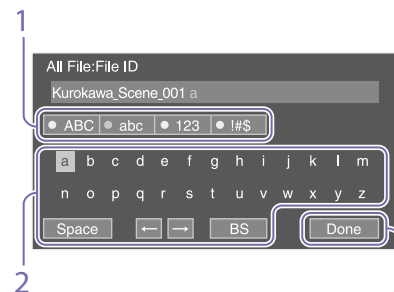 1
All File:File ID
Kurokawa_Scene_001 a
ABC abc 123 !#$
a b c d e f g h i j k l m
n o p q r s t u v w x y z
Space ← → BS Done
2